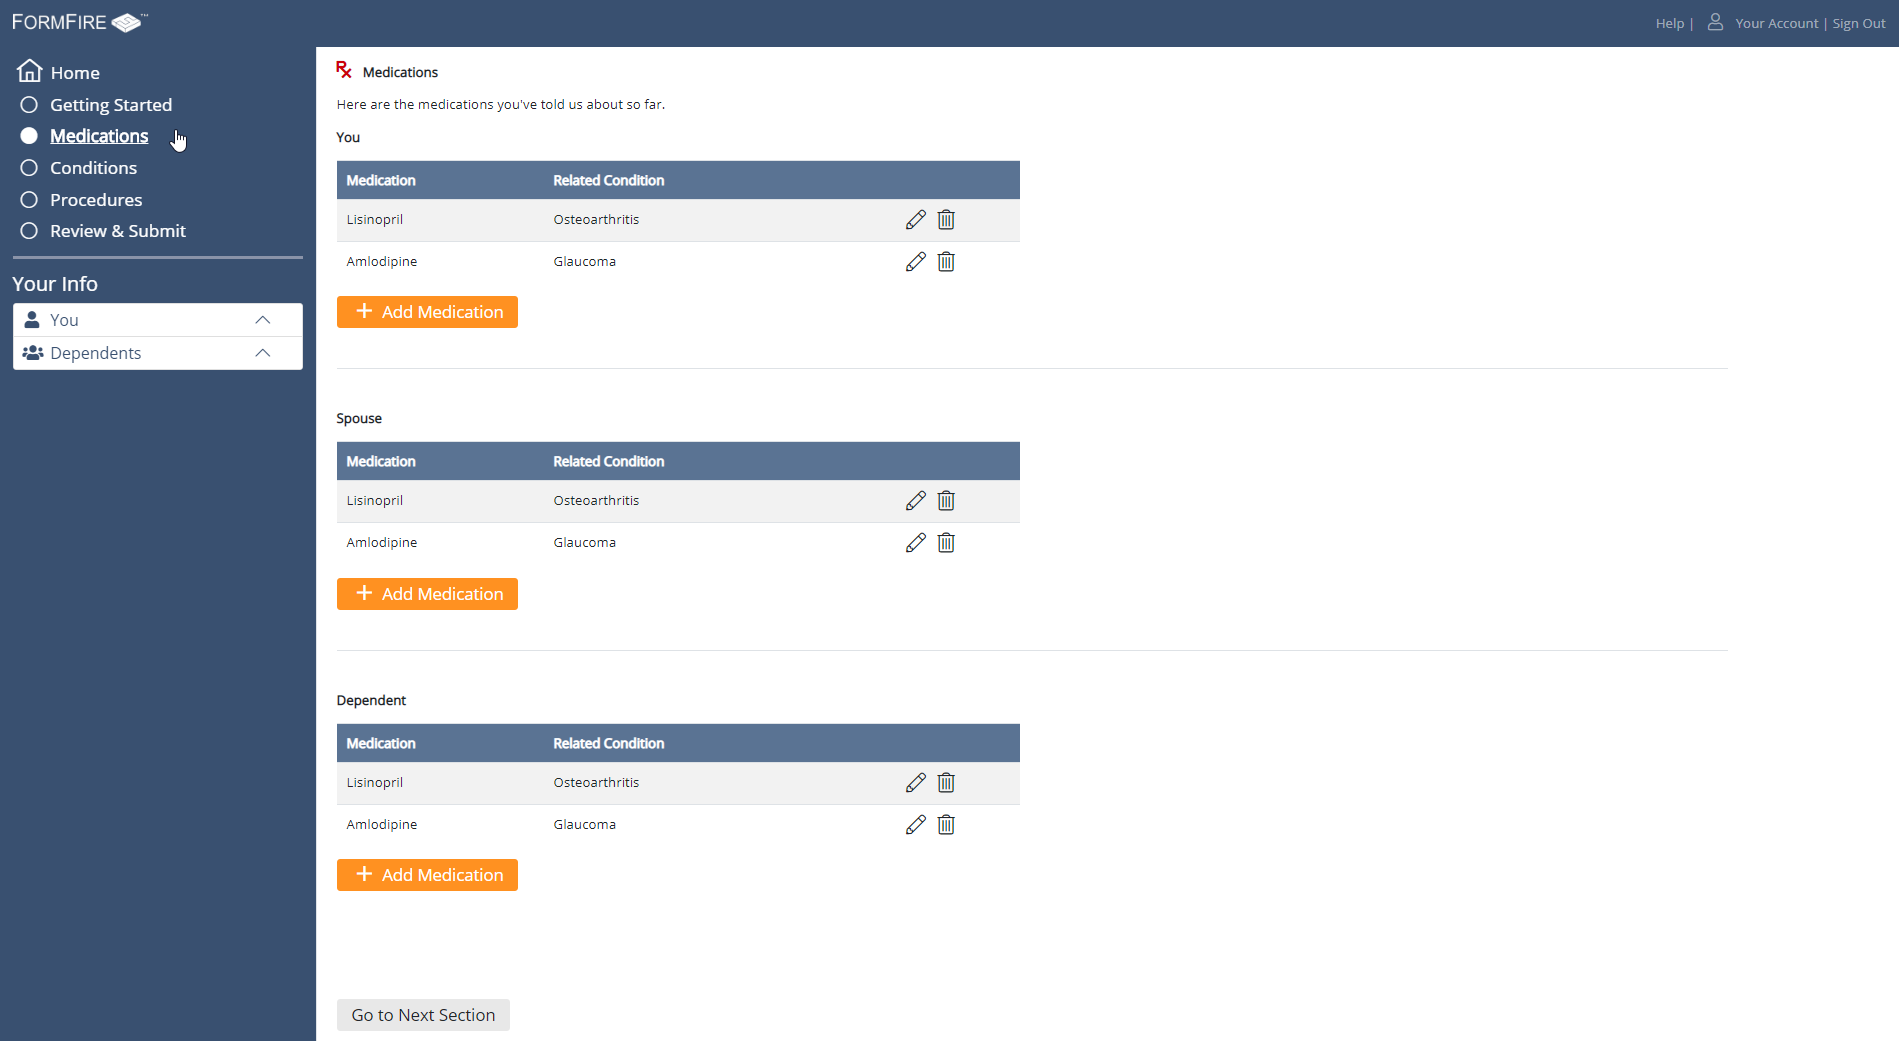 FORMFIRE™
Help | Your Account | Sign Out
Home
Getting Started
Medications
Conditions
Procedures
Review & Submit
Your Info
You
Dependents
Rx Medications
Here are the medications you've told us about so far.
You
Medication Related Condition
Lisinopril Osteoarthritis
Amlodipine Glaucoma
+ Add Medication
Spouse
Medication Related Condition
Lisinopril Osteoarthritis
Amlodipine Glaucoma
+ Add Medication
Dependent
Medication Related Condition
Lisinopril Osteoarthritis
Amlodipine Glaucoma
+ Add Medication
Go to Next Section